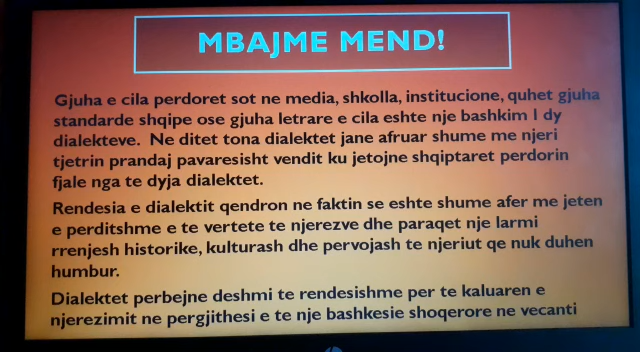 MBAJME MEND!
Gjuha e cila perdoret sot ne media, shkolla, institucione, quhet gjuha
standarde shqipe ose gjuha letrare e cila eshte nje bashkim I dy
dialekteve. Ne ditet tona dialektet jane afruar shume me njeri
tjetrin prandaj pavaresisht vendit ku jetojne shqiptaret perdorin
fjale nga te dyja dialektet.
Rendesia e dialektit qendron ne faktin se eshte shume afer me jeten
e perditshme e te vertete te njerezve dhe paraqet nje larmi
rrenjesh historike, kulturash dhe pervojash te njeriut qe nuk duhen
humbur.
Dialektet perbejne deshmi te rendesishme per te kaluaren e
njerezimit ne pergjithesi e te nje bashkesie shoqerore ne vecanti